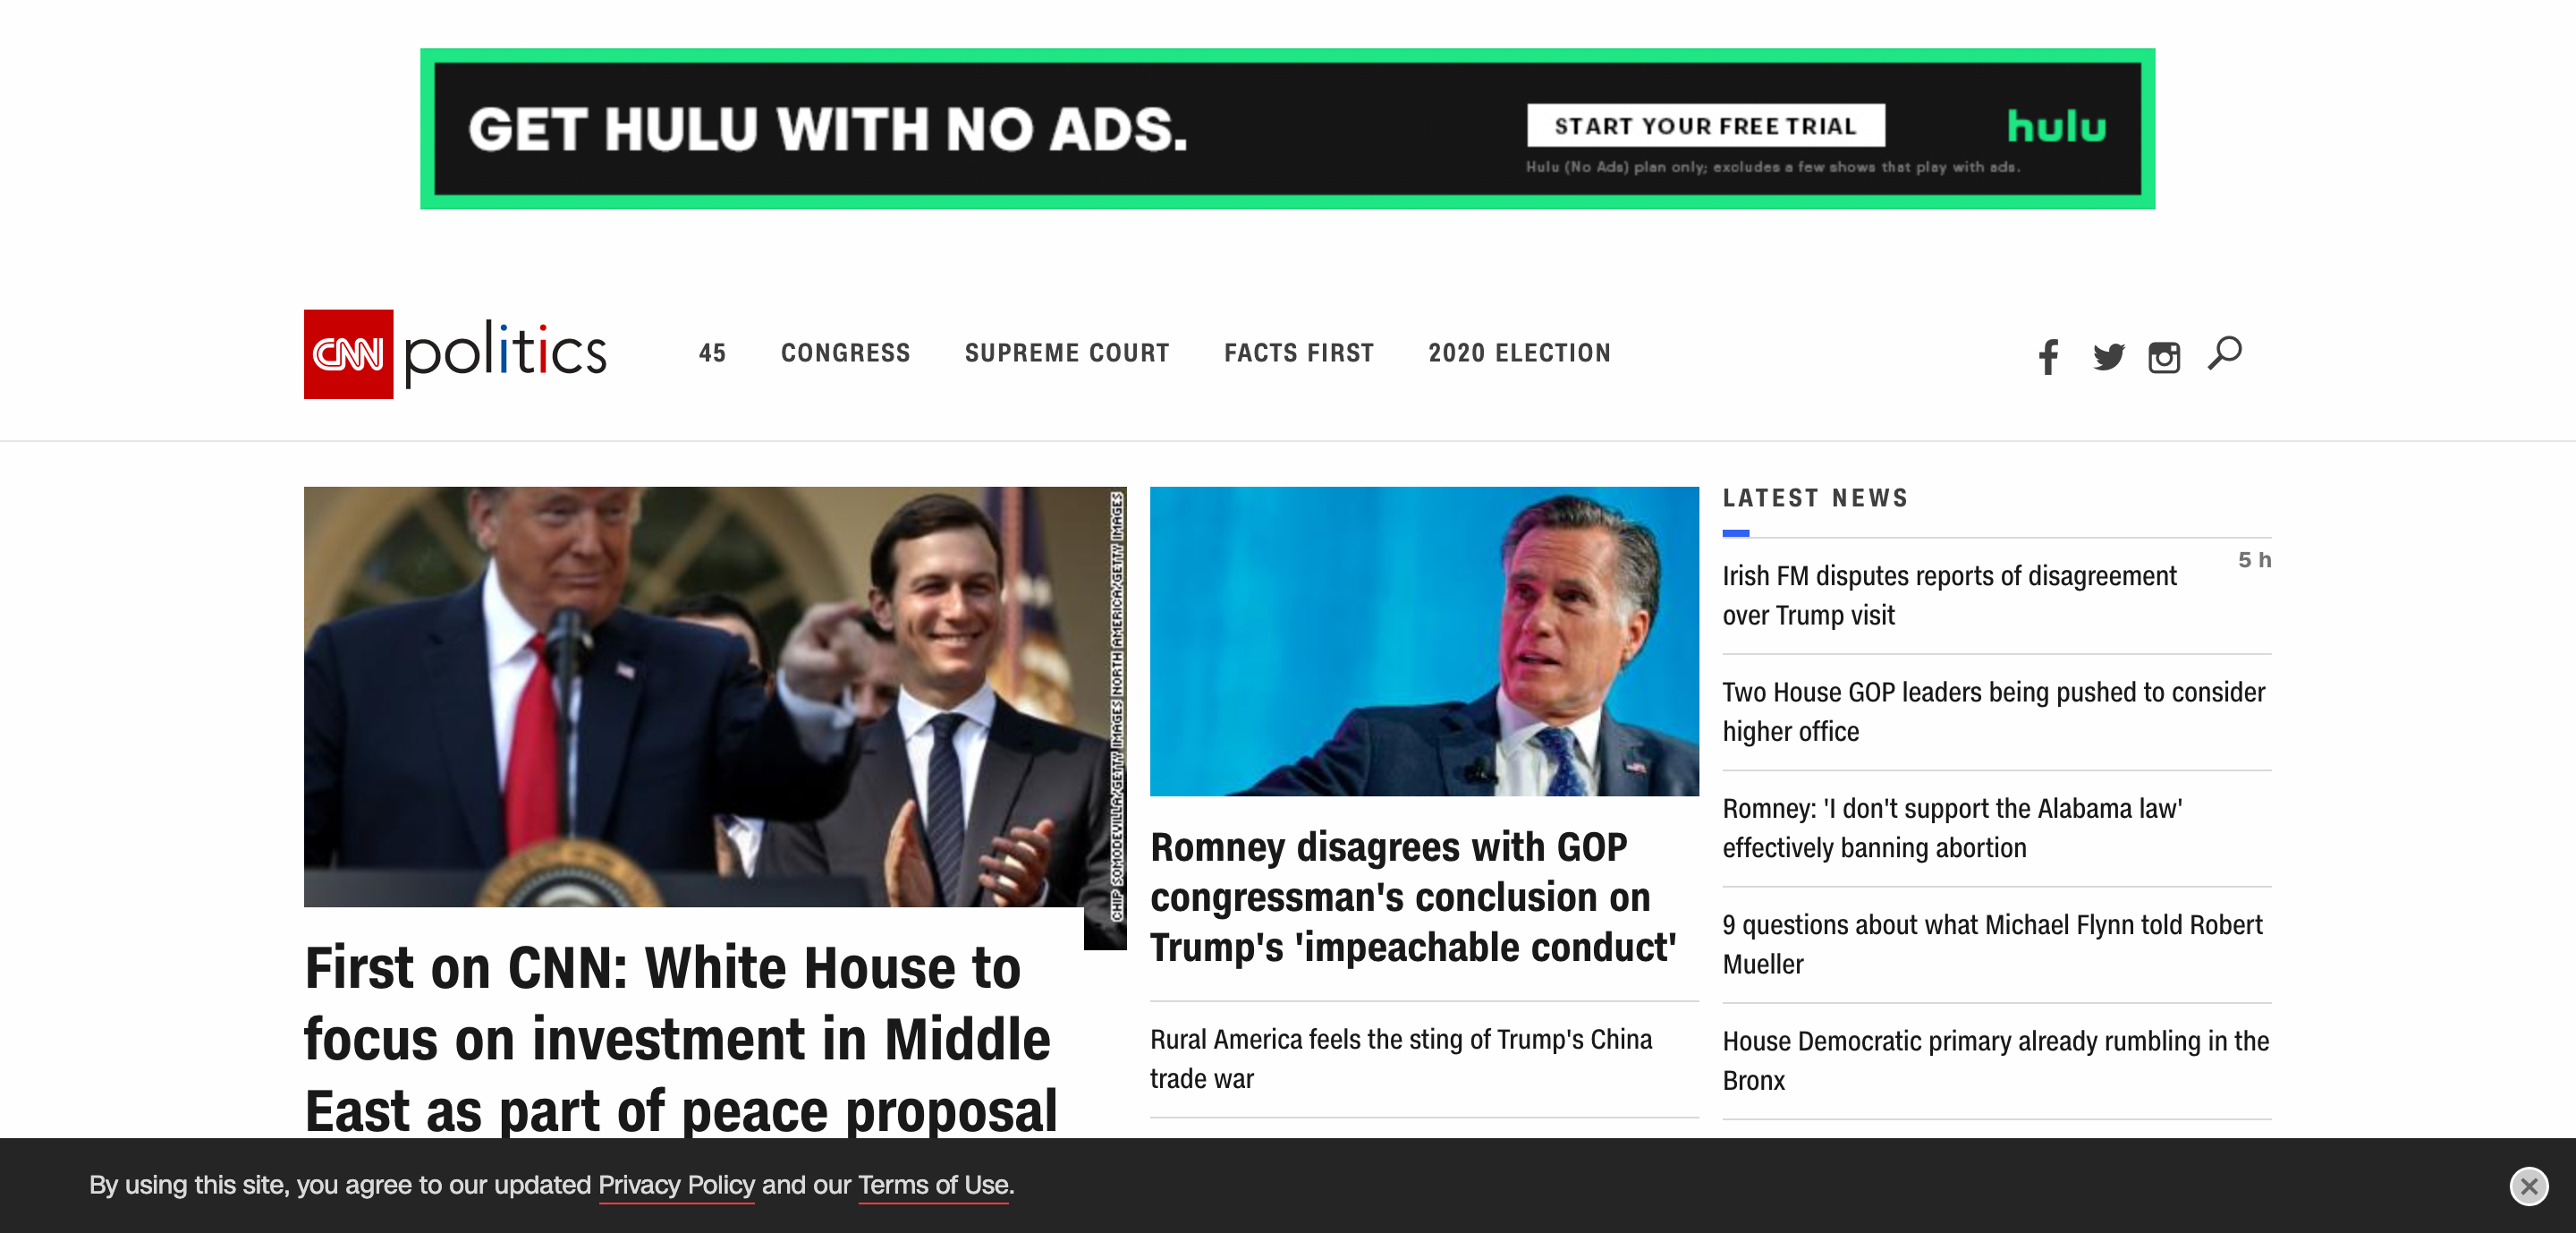 GET HULU WITH NO ADS.
START YOUR FREE TRIAL
hulu
Hulu (No Ads) plan only; excludes a few shows that play with ads.
CNN politics
45
CONGRESS
SUPREME COURT
FACTS FIRST
2020 ELECTION
CHIP SOMODEVILLA/GETTY IMAGES NORTH AMERICA/GETTY IMAGES
First on CNN: White House to
focus on investment in Middle
East as part of peace proposal
Romney disagrees with GOP
congressman's conclusion on
Trump's 'impeachable conduct'
Rural America feels the sting of Trump's China
trade war
LATEST NEWS
5 h
Irish FM disputes reports of disagreement
over Trump visit
Two House GOP leaders being pushed to consider
higher office
Romney: 'I don't support the Alabama law'
effectively banning abortion
9 questions about what Michael Flynn told Robert
Mueller
House Democratic primary already rumbling in the
Bronx
By using this site, you agree to our updated Privacy Policy and our Terms of Use.